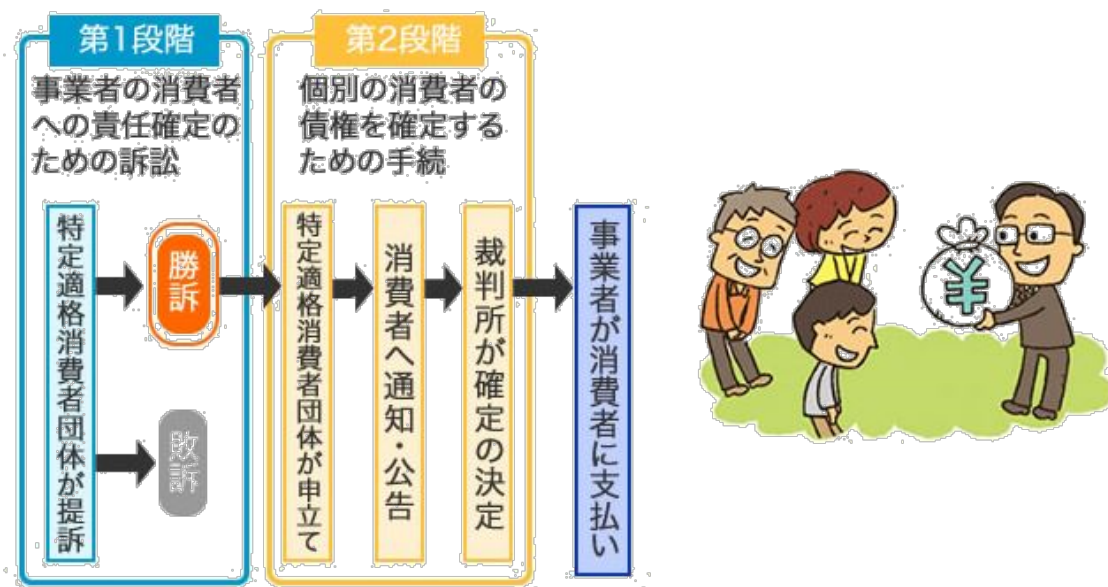 第1段階
事業者の消費者
への責任確定の
ための訴訟
特定適格消費者団体が提訴
勝訴
敗訴
第2段階
個別の消費者の
債権を確定する
ための手続
特定適格消費者団体が申立て
消費者へ通知・公告
裁判所が確定の決定
事業者が消費者に支払い
¥